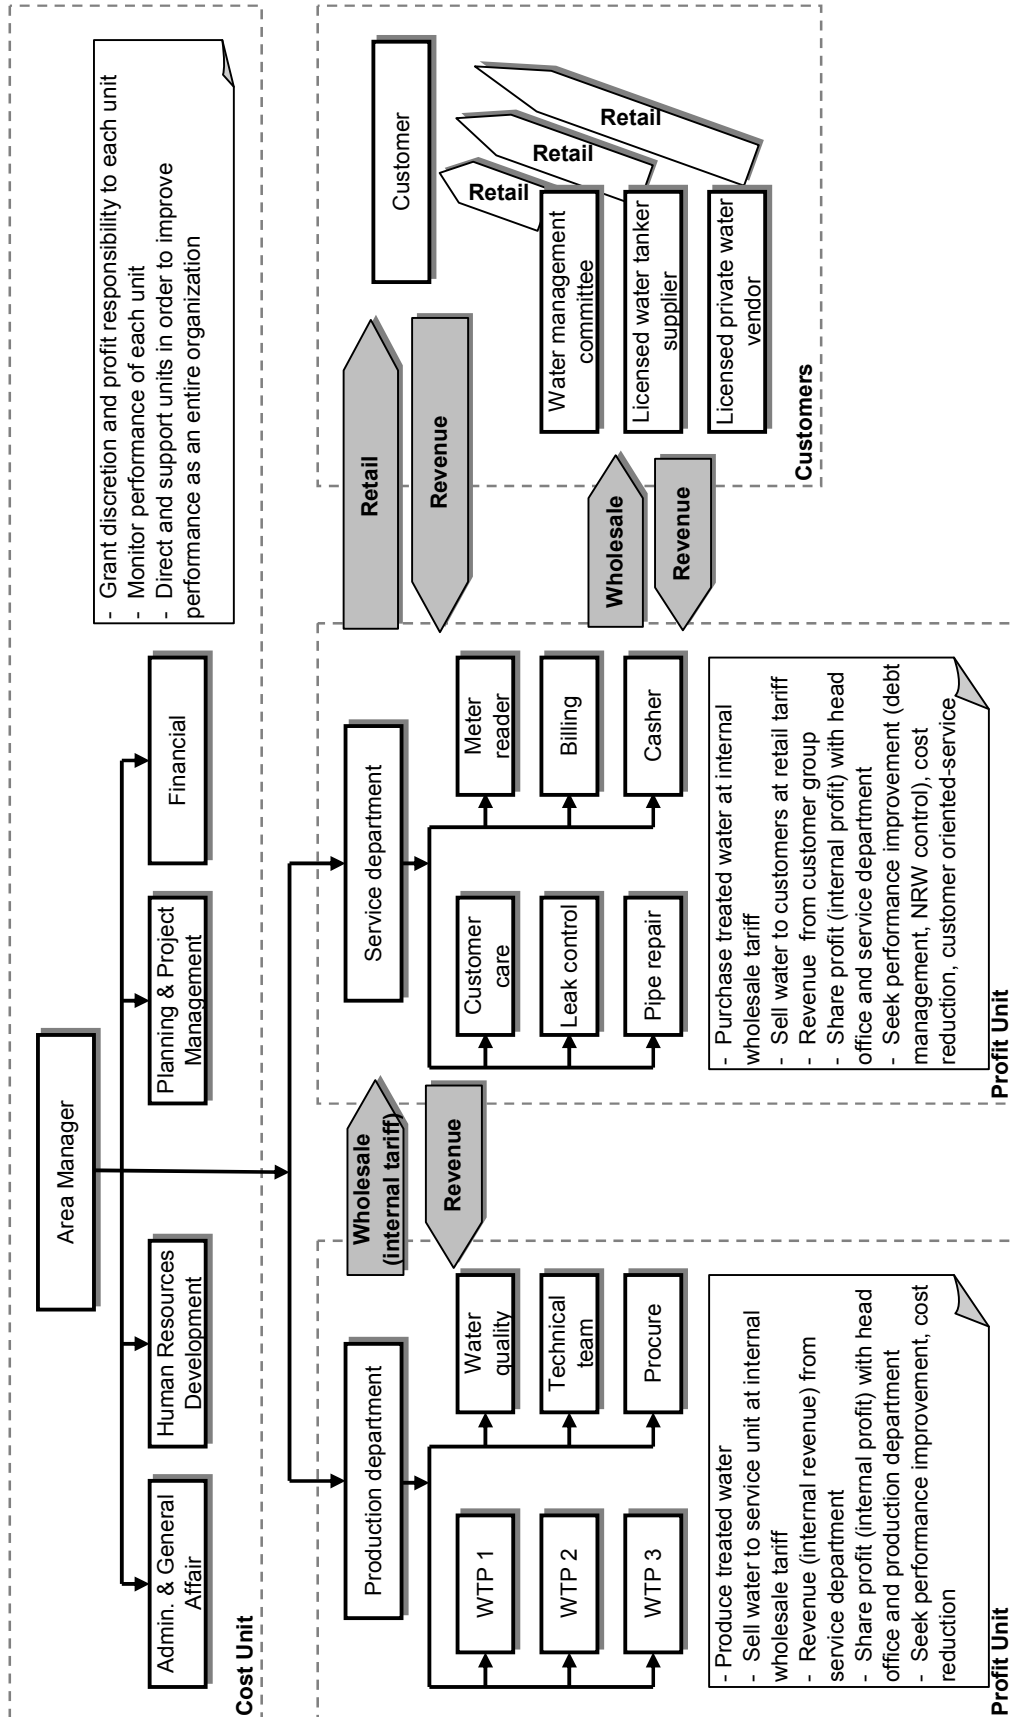 Area Manager
Admin. & General
Affair
Human Resources
Development
Planning & Project
Management
Financial
- Grant discretion and profit responsibility to each unit
- Monitor performance of each unit
- Direct and support units in order to improve
performance as an entire organization
Cost Unit
Production department
WTP 1
WTP 2
WTP 3
Water
quality
Technical
team
Procure
- Produce treated water
- Sell water to service unit at internal
wholesale tariff
- Revenue (internal revenue) from
service department
- Share profit (internal profit) with head
office and production department
- Seek performance improvement, cost
reduction
Profit Unit
Wholesale
(internal tariff)
Revenue
Service department
Customer
care
Leak control
Pipe repair
Meter
reader
Billing
Casher
- Purchase treated water at internal
wholesale tariff
- Sell water to customers at retail tariff
- Revenue from customer group
- Share profit (internal profit) with head
office and service department
- Seek performance improvement (debt
management, NRW control), cost
reduction, customer oriented-service
Profit Unit
Retail
Revenue
Wholesale
Revenue
Customer
Retail
Retail
Retail
Water management
committee
Licensed water tanker
supplier
Licensed private water
vendor
Customers